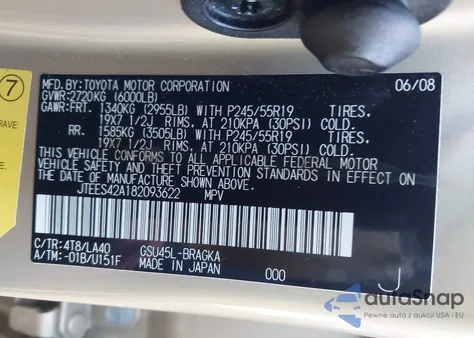 7
RAVE:
MFD. BY:TOYOTA MOTOR CORPORATION 06/08
GVWR:2720KG (6000LB)
GAWR:FRT. 1340KG (2955LB) WITH P245/55R19 TIRES,
19X7 1/2J RIMS, AT 210KPA (30PSI) COLD.
RR. 1585KG (3505LB) WITH P245/55R19 TIRES,
19X7 1/2J RIMS, AT 210KPA (30PSI) COLD.
THIS VEHICLE CONFORMS TO ALL APPLICABLE FEDERAL MOTOR
VEHICLE SAFETY AND BUMPER STANDARDS IN EFFECT ON
THE DATE OF MANUFACTURE SHOWN ABOVE.
JTEES42A182093622 MPV
C/TR:4T8/LA40 GSU45L-BRAGKA
A/TM:-01B/U151F MADE IN JAPAN 000 J
autaSnap
Pewne auta z aukcji USA i EU